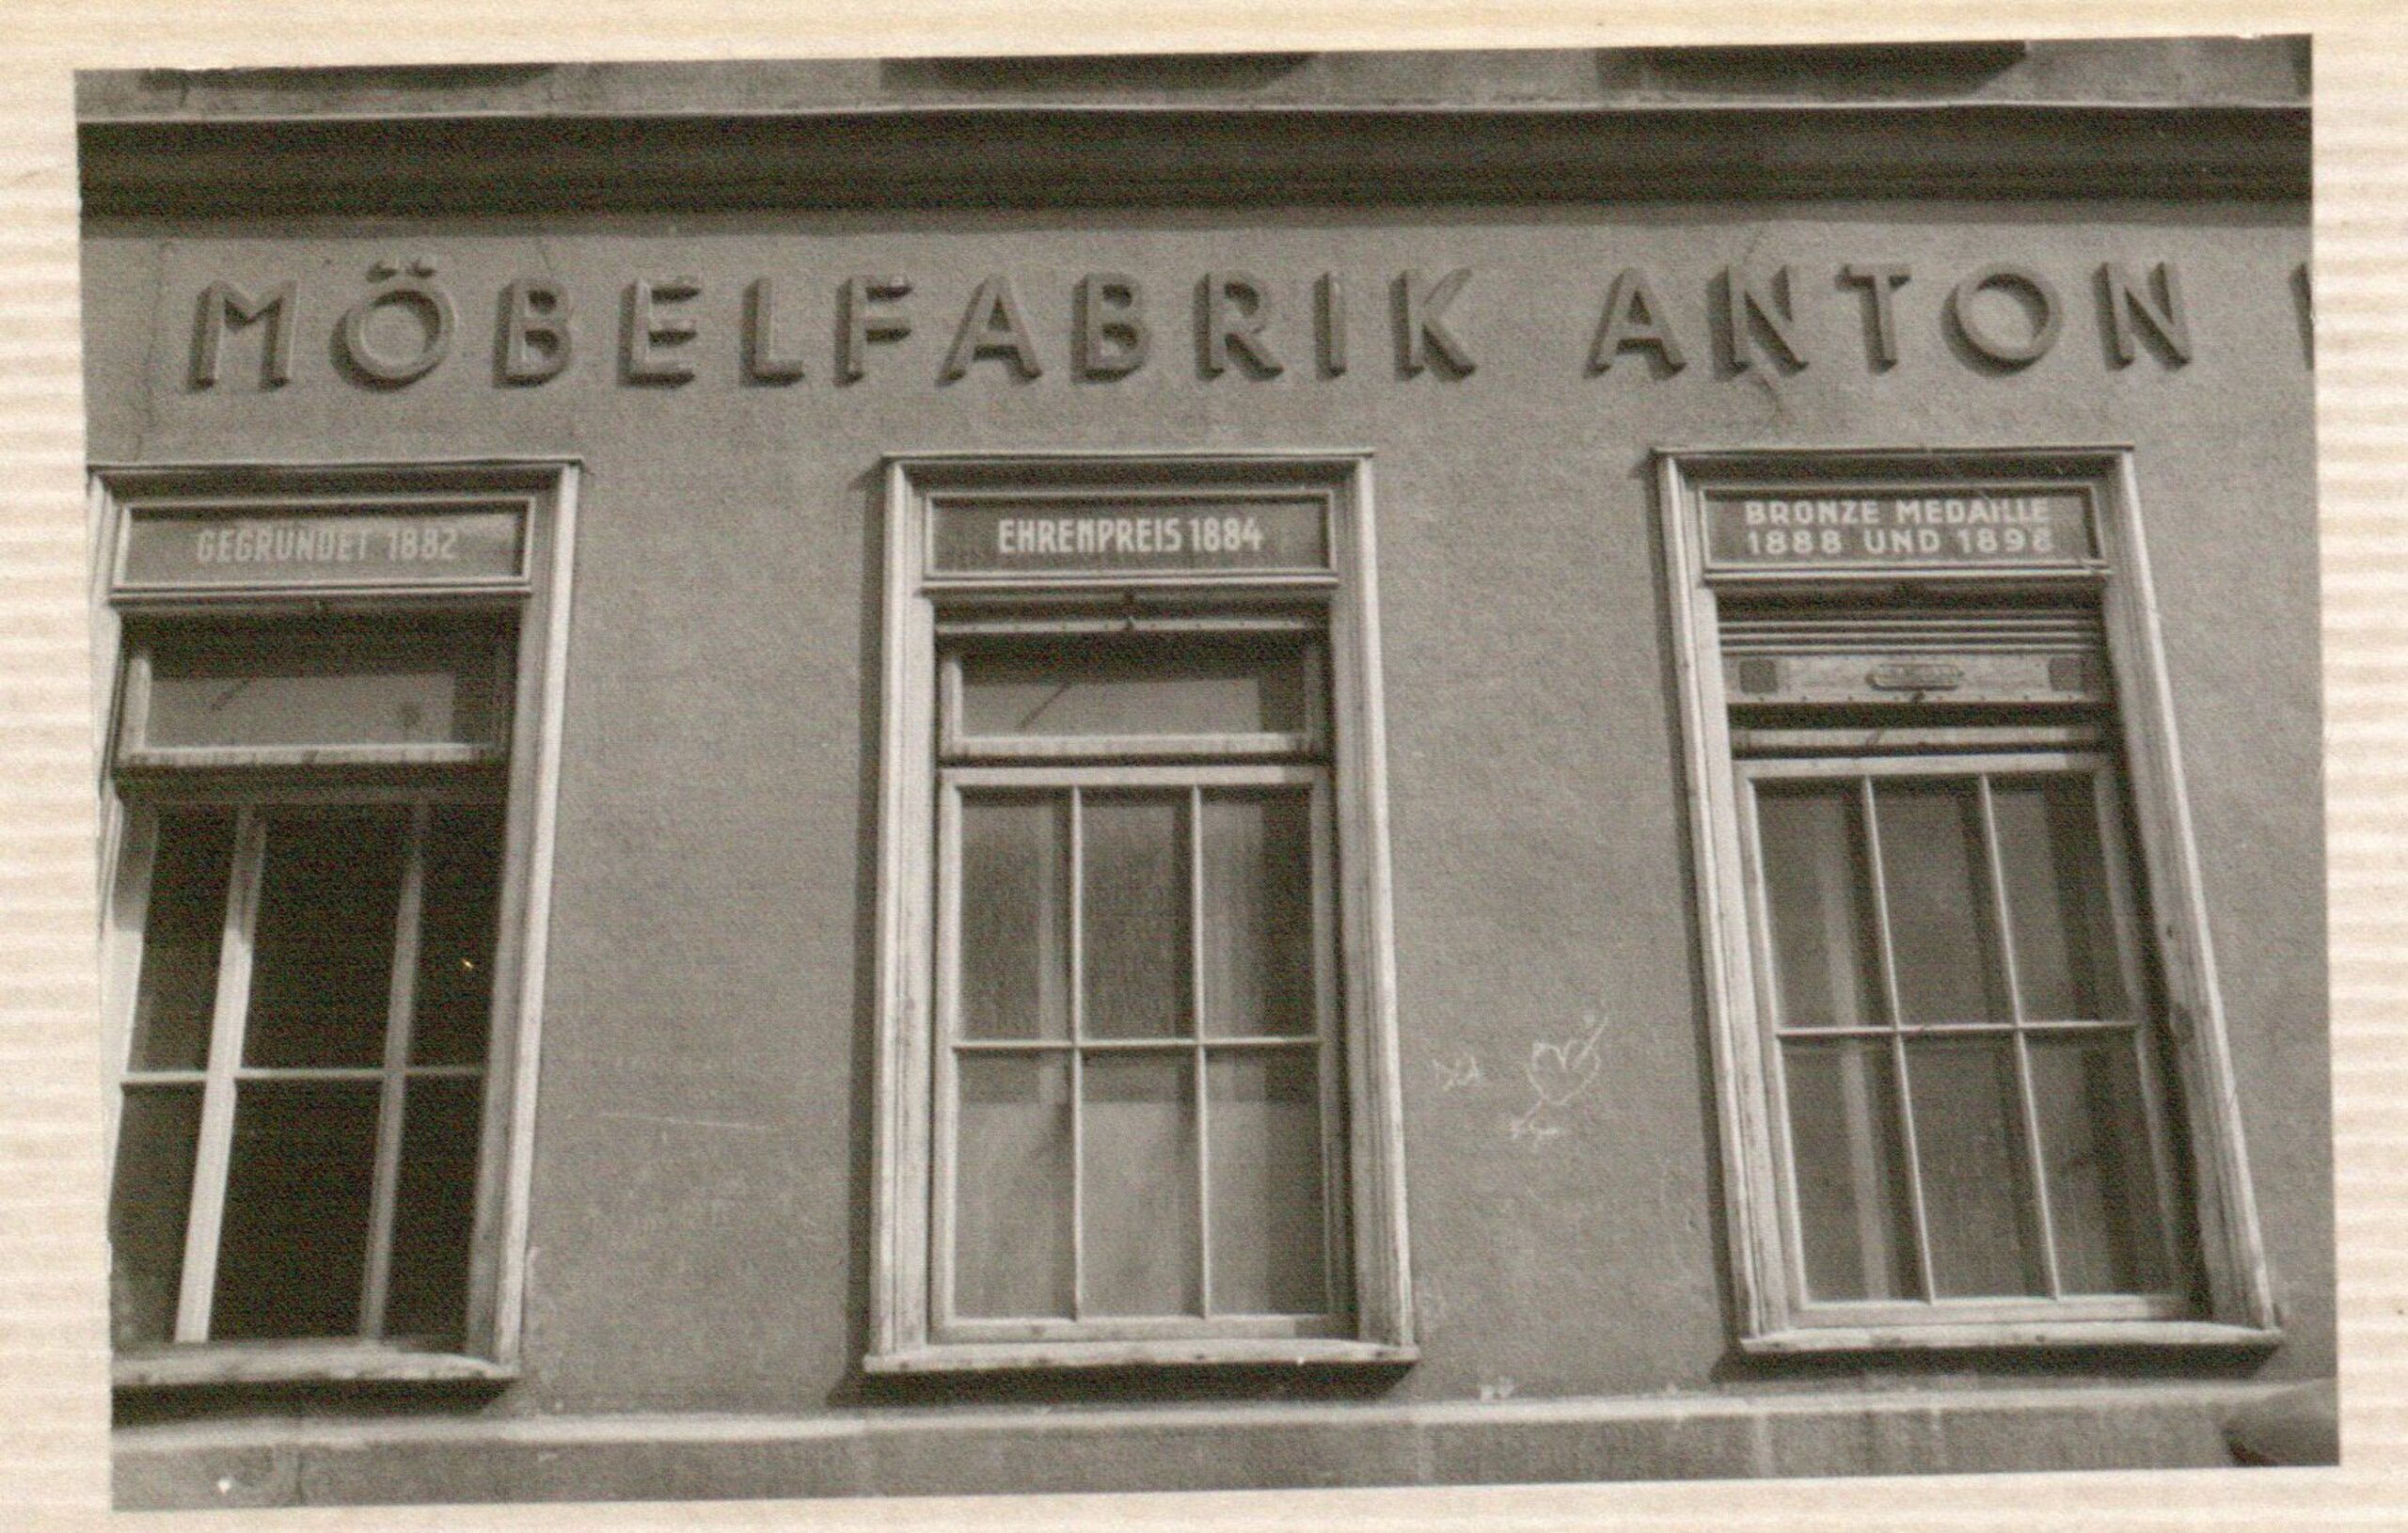 MÖBELFABRIK ANTON
GEGRÜNDET 1882
EHRENPREIS 1884
BRONZE MEDAILLE
1888 UND 1898